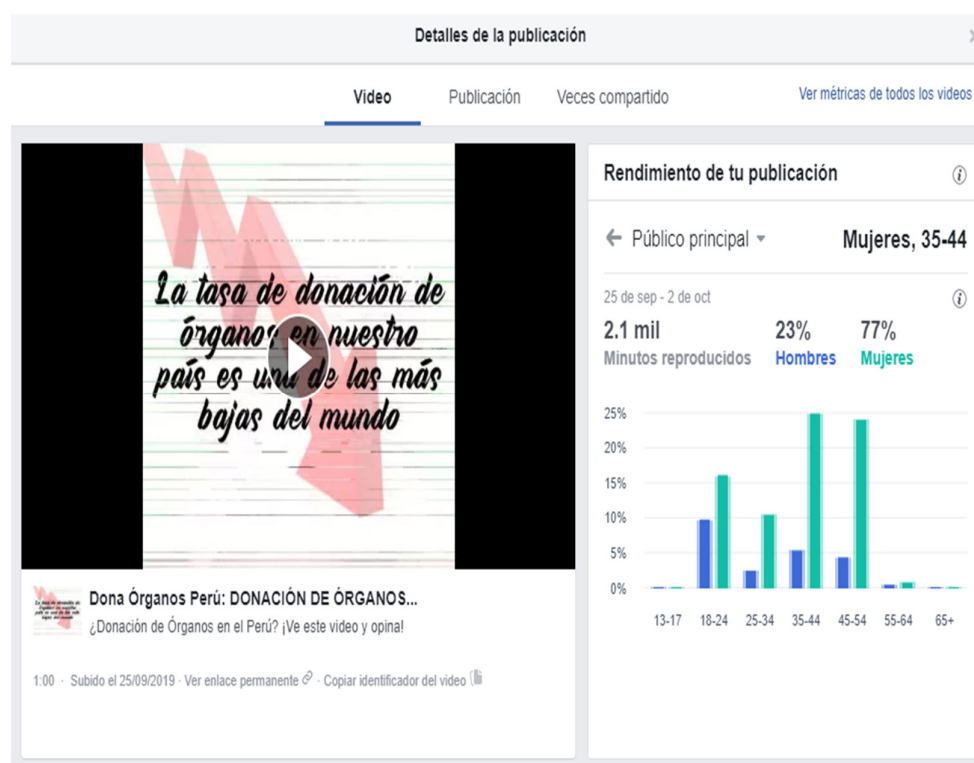 Detalles de la publicación
Video Publicación Veces compartido Ver métricas de todos los videos
La tasa de donación de
órganos en nuestro
país es una de las más
bajas del mundo
Dona Órganos Perú: DONACIÓN DE ÓRGANOS...
¿Donación de Órganos en el Perú? ¡Ve este video y opina!
1:00 · Subido el 25/09/2019 · Ver enlace permanente · Copiar identificador del video
Rendimiento de tu publicación
Público principal Mujeres, 35-44
25 de sep - 2 de oct
2.1 mil 23% 77%
Minutos reproducidos Hombres Mujeres
25%
20%
15%
10%
5%
0%
13-17 18-24 25-34 35-44 45-54 55-64 65+